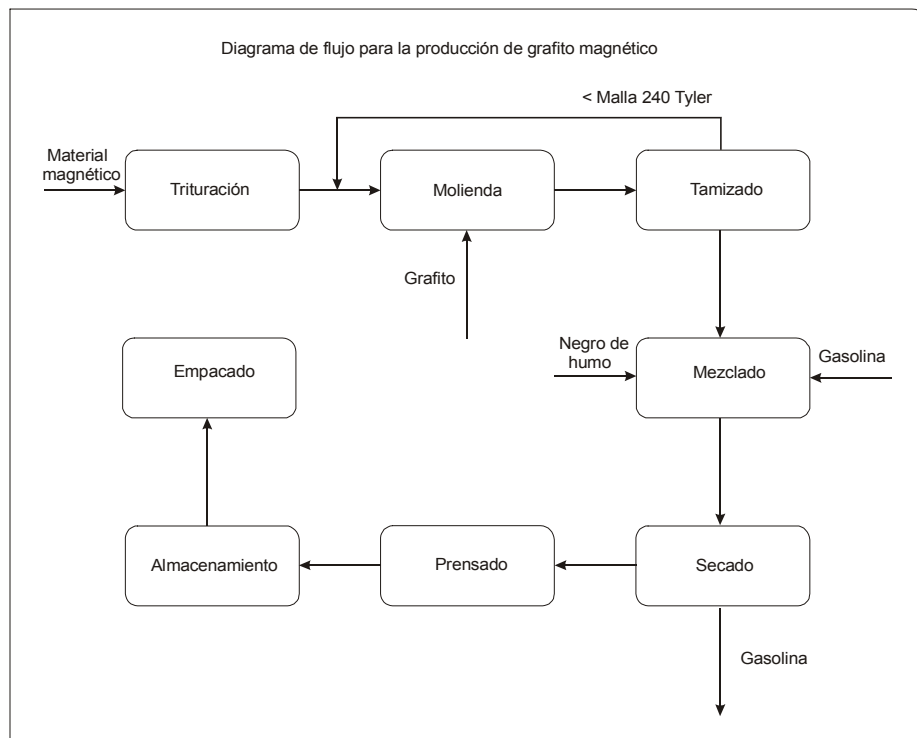 Diagrama de flujo para la producción de grafito magnético
< Malla 240 Tyler
Material
magnético
Trituración
Molienda
Tamizado
Grafito
Negro de
humo
Mezclado
Gasolina
Empacado
Almacenamiento
Prensado
Secado
Gasolina